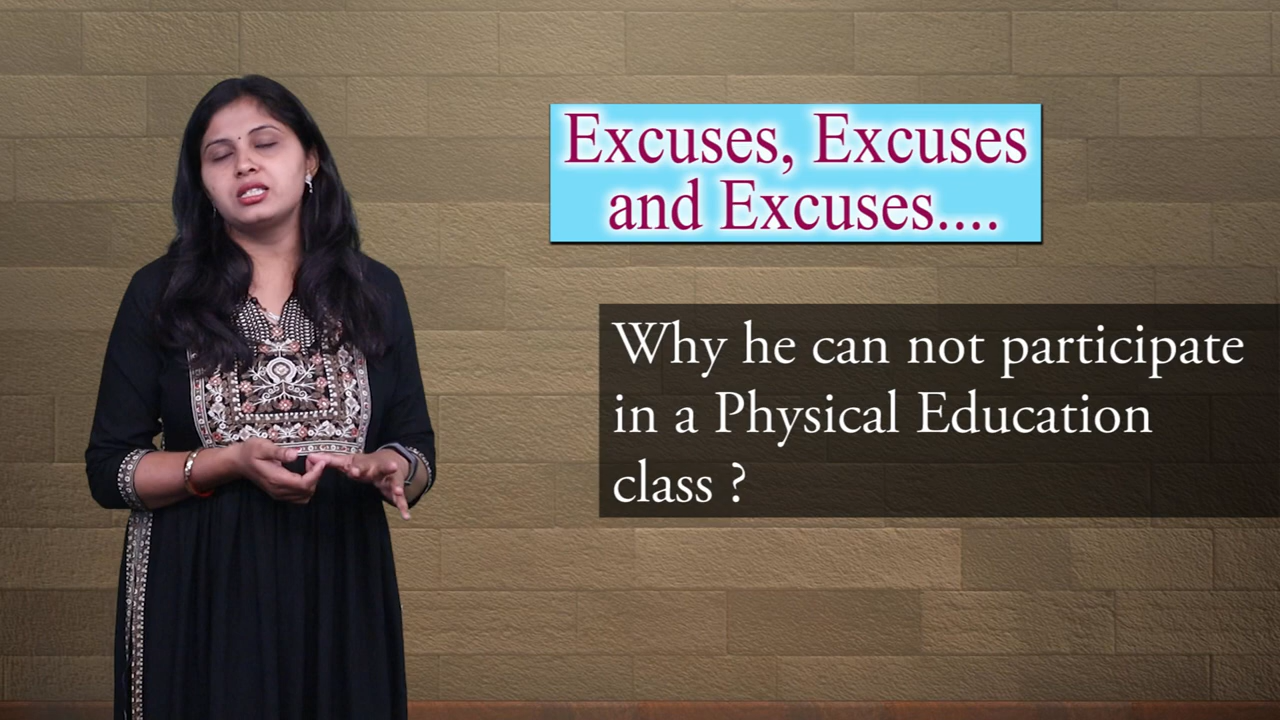 Excuses, Excuses
and Excuses....
Why he can not participate
in a Physical Education
class ?